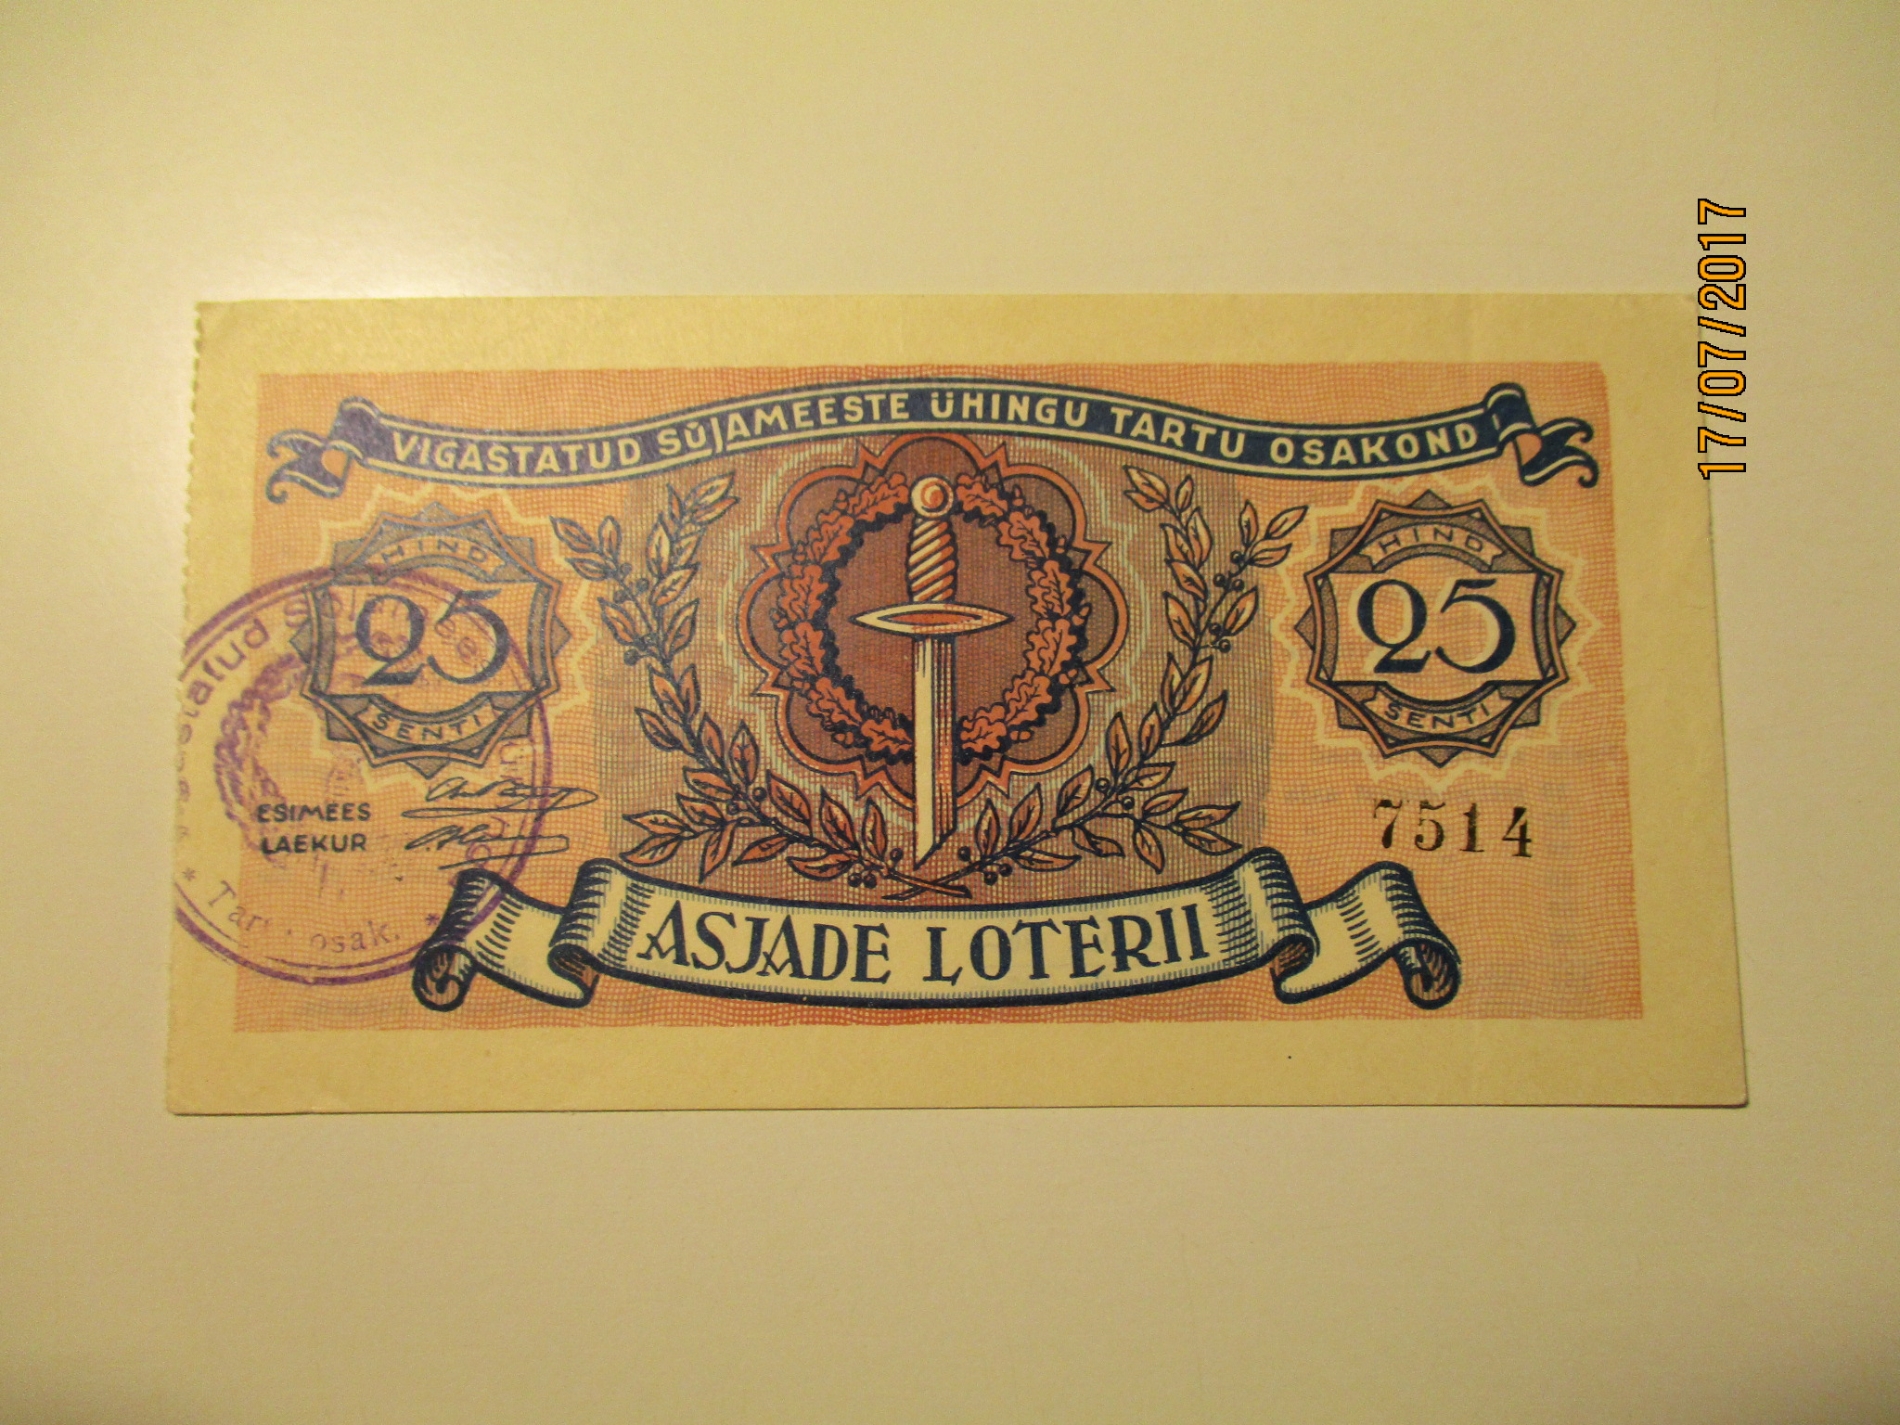 VIGASTATUD SÕJAMEESTE ÜHINGU TARTU OSAKOND
HIND
25
SENTI
HIND
25
SENTI
ESIMEES
LAEKUR
7514
* osak. *
ASJADE LOTERII
17/07/2017